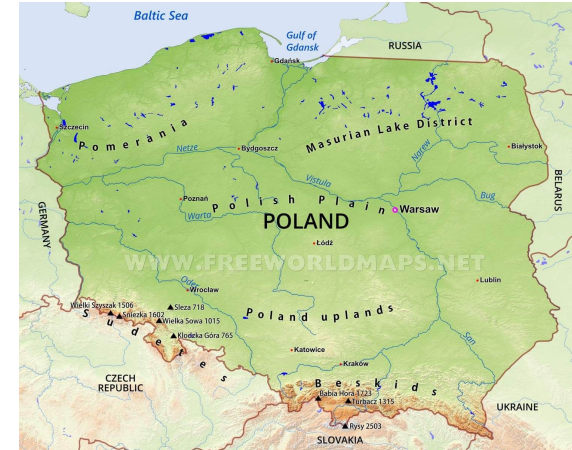 Baltic Sea
Gulf of
Gdansk
RUSSIA
Gdańsk
Szczecin
Pomerania
Masurian Lake District
Netze
Bydgoszcz
Narew
Białystok
Vistula
Poznań
Polish Plain
Warsaw
Bug
BELARUS
GERMANY
Warta
POLAND
Łódź
WWW.FREEWORLDMAPS.NET
Oder
Wrocław
Lublin
Wielki Szyszak 1506
Sniezka 1602
Sleza 718
Wielka Sowa 1015
Klodzka Góra 765
Sudetes
Poland uplands
San
Katowice
Kraków
CZECH
REPUBLIC
Beskids
Babia Hora 1723
Turbacz 1315
UKRAINE
Rysy 2503
SLOVAKIA